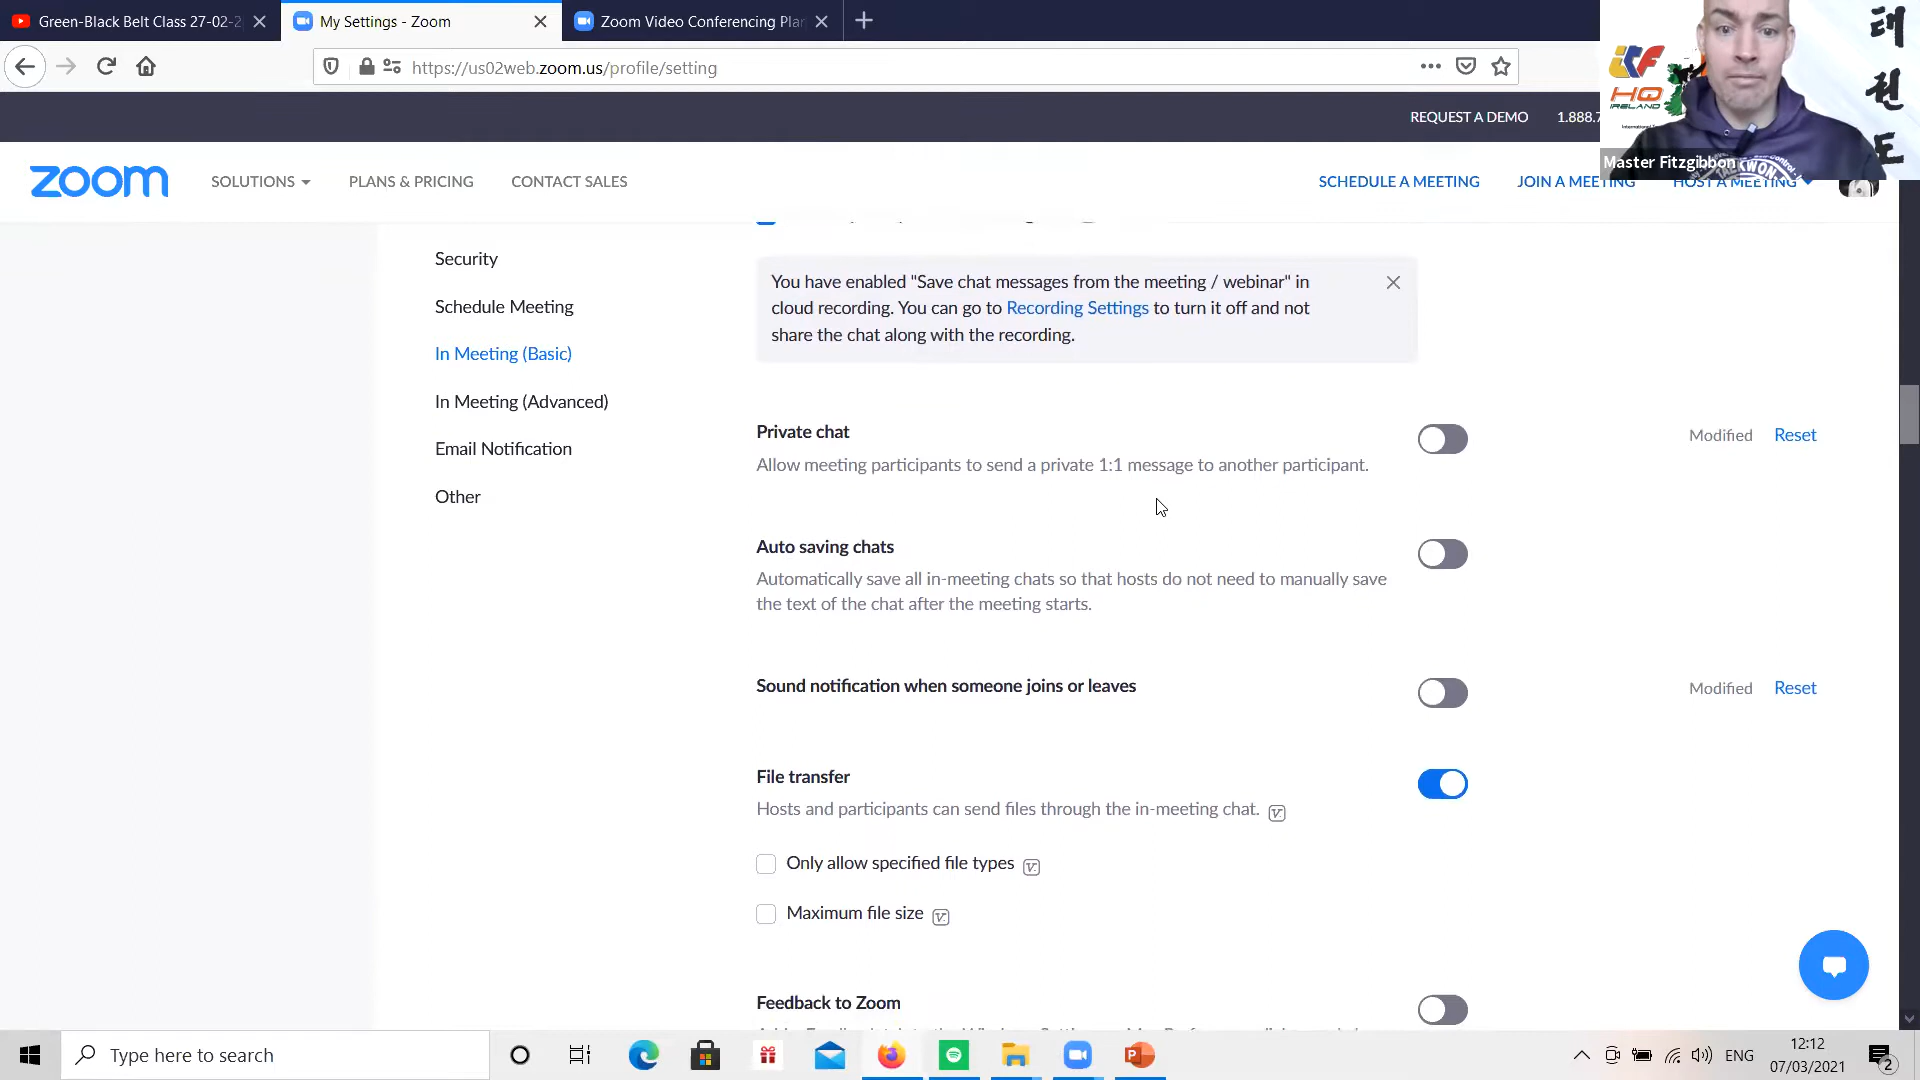 Green-Black Belt Class 27-02-2
My Settings - Zoom
Zoom Video Conferencing Plan
https://us02web.zoom.us/profile/setting
REQUEST A DEMO
1.888.7
태
권
도
HQ
IRELAND
Master Fitzgibbon
zoom
SOLUTIONS
PLANS & PRICING
CONTACT SALES
SCHEDULE A MEETING
JOIN A MEETING
HOST A MEETING
Security
Schedule Meeting
In Meeting (Basic)
In Meeting (Advanced)
Email Notification
Other
You have enabled "Save chat messages from the meeting / webinar" in
cloud recording. You can go to Recording Settings to turn it off and not
share the chat along with the recording.
Private chat
Modified Reset
Allow meeting participants to send a private 1:1 message to another participant.
Auto saving chats
Automatically save all in-meeting chats so that hosts do not need to manually save
the text of the chat after the meeting starts.
Sound notification when someone joins or leaves
Modified Reset
File transfer
Hosts and participants can send files through the in-meeting chat.
Only allow specified file types
Maximum file size
Feedback to Zoom
Type here to search
ENG
12:12
07/03/2021
2